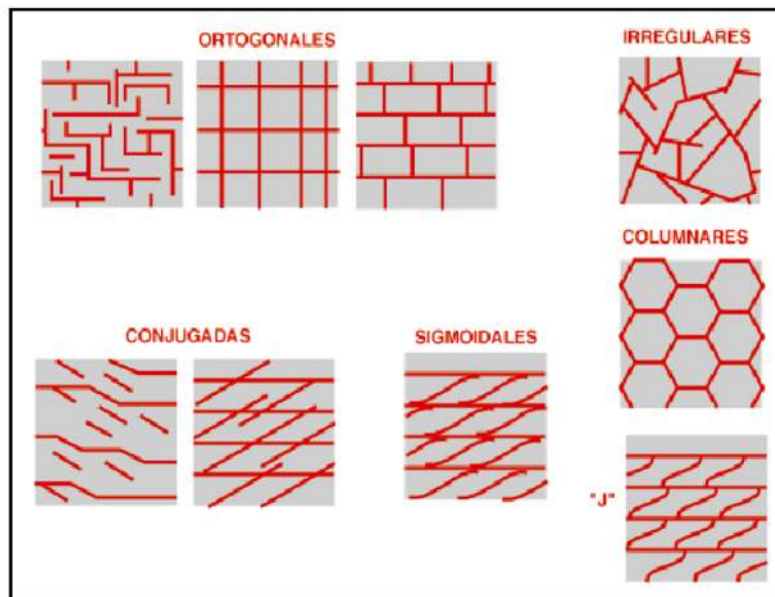 ORTOGONALES
IRREGULARES
COLUMNARES
CONJUGADAS
SIGMOIDALES
"J"